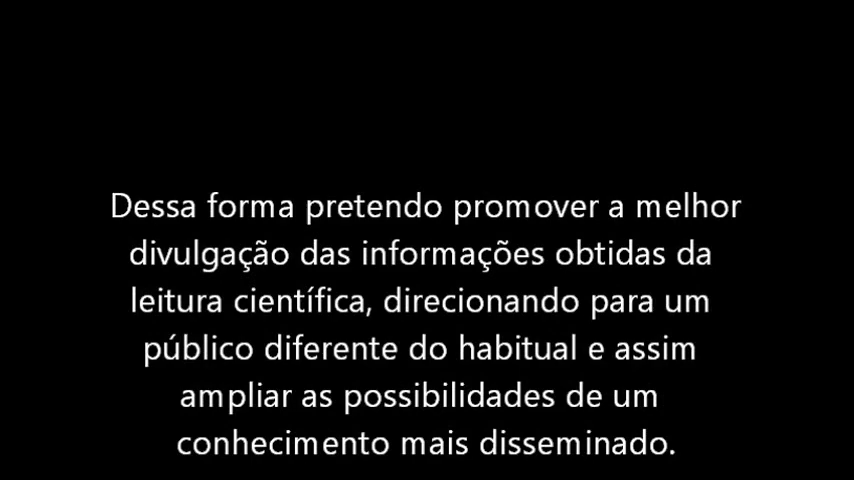 Dessa forma pretendo promover a melhor
divulgação das informações obtidas da
leitura científica, direcionando para um
público diferente do habitual e assim
ampliar as possibilidades de um
conhecimento mais disseminado.